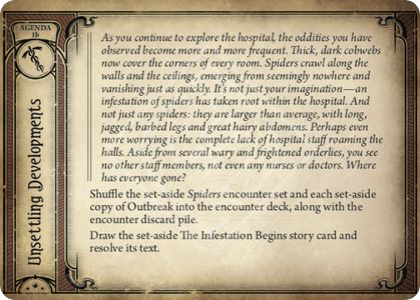 AGENDA
1b
Unsettling Developments
As you continue to explore the hospital, the oddities you have
observed become more and more frequent. Thick, dark cobwebs
now cover the corners of every room. Spiders crawl along the
walls and the ceilings, emerging from seemingly nowhere and
vanishing just as quickly. It's not just your imagination—an
infestation of spiders has taken root within the hospital. And
not just any spiders: they are larger than average, with long,
jagged, barbed legs and great hairy abdomens. Perhaps even
more worrying is the complete lack of hospital staff roaming the
halls. Aside from several wary and frightened orderlies, you see
no other staff members, not even any nurses or doctors. Where
has everyone gone?
Shuffle the set-aside Spiders encounter set and each set-aside
copy of Outbreak into the encounter deck, along with the
encounter discard pile.
Draw the set-aside The Infestation Begins story card and
resolve its text.